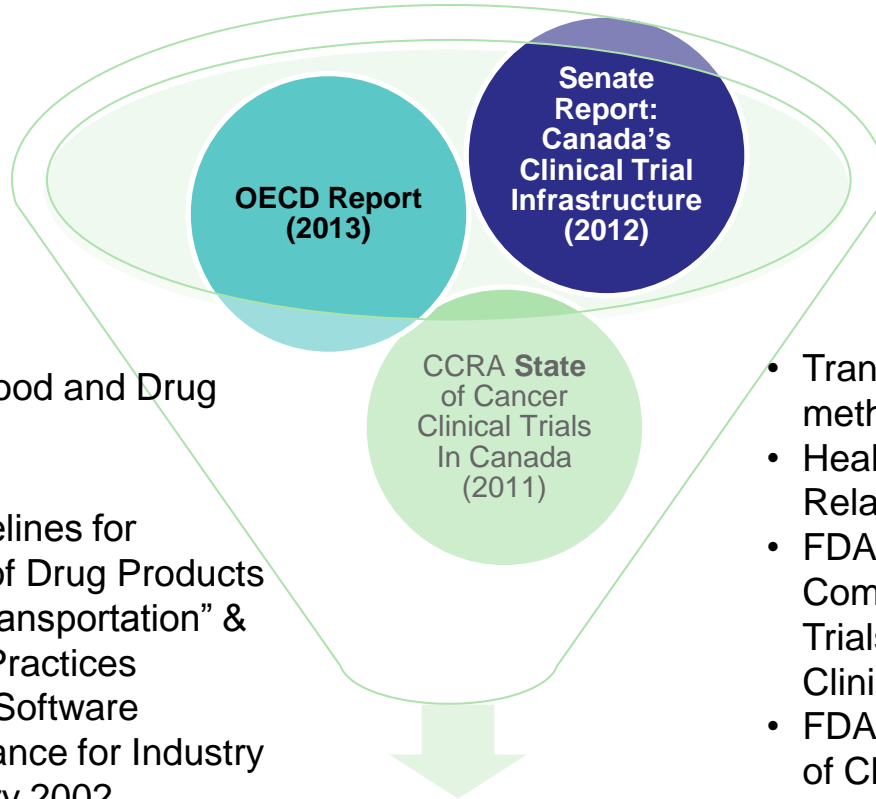 Senate
Report:
Canada’s
Clinical Trial
Infrastructure
(2012)
OECD Report
(2013)
CCRA State
of Cancer
Clinical Trials
In Canada
(2011)
ood and Drug
elines for
of Drug Products
ansportation” &
Practices
Software
ance for Industry
2002
• Tran
meth
• Heal
Rela
• FDA
Com
Trials
Clini
• FDA
of Cl